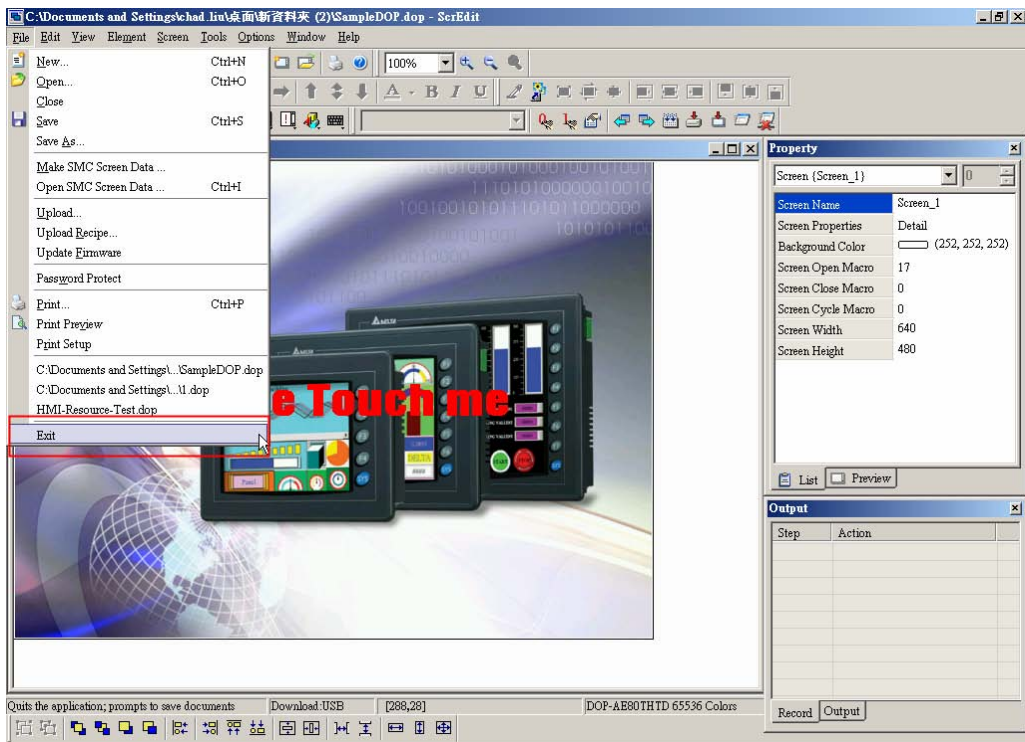 C:\Documents and Settings\chad.liu\桌面\新資料夾 (2)\SampleDOP.dop - ScrEdit
File Edit View Element Screen Tools Options Window Help
New... Ctrl+N
Open... Ctrl+O
Close
Save Ctrl+S
Save As...
Make SMC Screen Data ...
Open SMC Screen Data ... Ctrl+I
Upload...
Upload Recipe...
Update Firmware
Password Protect
Print... Ctrl+P
Print Preview
Print Setup
C:\Documents and Settings\...\SampleDOP.dop
C:\Documents and Settings\...\1.dop
HMI-Resource-Test.dop
Exit
100%
A B I U
e Touch me
DELTA
Property
Screen {Screen_1} 0
Screen Name Screen_1
Screen Properties Detail
Background Color (252, 252, 252)
Screen Open Macro 17
Screen Close Macro 0
Screen Cycle Macro 0
Screen Width 640
Screen Height 480
List Preview
Output
Step Action
Record Output
Quits the application; prompts to save documents Download:USB [288,28] DOP-AE80THTD 65536 Colors